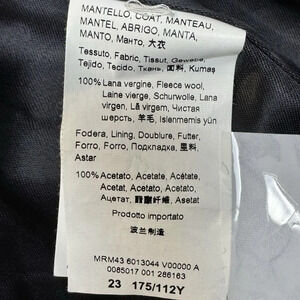 MANTELLO, COAT, MANTEAU,
MANTEL, ABRIGO, MANTA,
MANTO, Манто, 大衣
Tessuto, Fabric, Tissut, Gewebe,
Tejido, Tecido, Ткань, 面料, Kumaş
100% Lana vergine, Fleece wool,
Laine vierge, Schurwolle, Lana
virgen, Lã virgem, Чистая
шерсть, 羊毛, Islenmemis yün
Fodera, Lining, Doublure, Futter,
Forro, Forro, Подкладка, 里料,
Astar
100% Acetato, Acetate, Acétate,
Acetat, Acetato, Acetato,
Ацетат, 醋酯纤维, Asetat
Prodotto importato
波兰制造
MRM43 6013044 V00000 A
0085017 001 286163
23 175/112Y